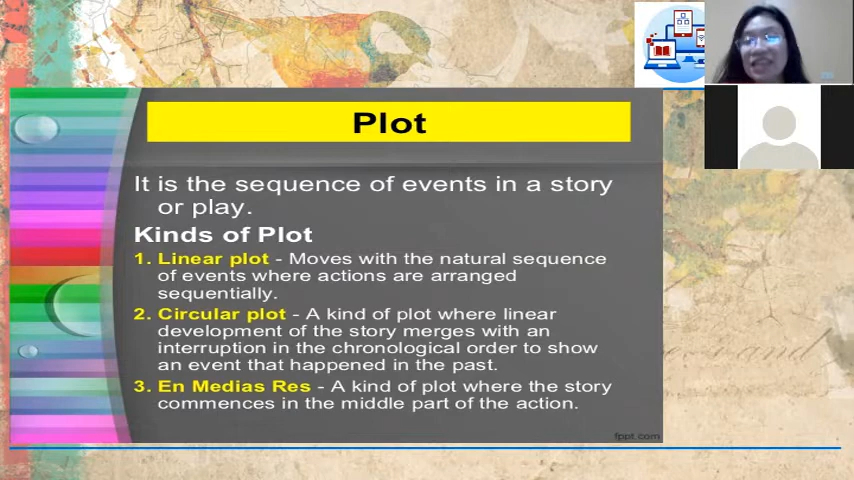 Plot
It is the sequence of events in a story
or play.
Kinds of Plot
1. Linear plot - Moves with the natural sequence
of events where actions are arranged
sequentially.
2. Circular plot - A kind of plot where linear
development of the story merges with an
interruption in the chronological order to show
an event that happened in the past.
3. En Medias Res - A kind of plot where the story
commences in the middle part of the action.
fppt.com